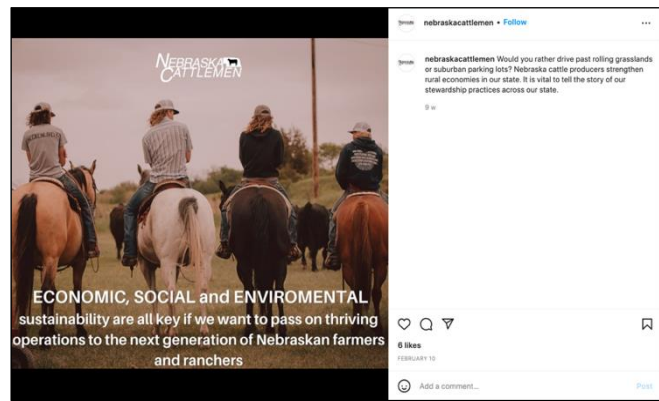 NEBRASKA
CATTLEMEN
ECONOMIC, SOCIAL and ENVIROMENTAL
sustainability are all key if we want to pass on thriving
operations to the next generation of Nebraskan farmers
and ranchers
nebraskacattlemen • Follow
nebraskacattlemen Would you rather drive past rolling grasslands
or suburban parking lots? Nebraska cattle producers strengthen
rural economies in our state. It is vital to tell the story of our
stewardship practices across our state.
9 w
6 likes
FEBRUARY 10
Add a comment...
Post